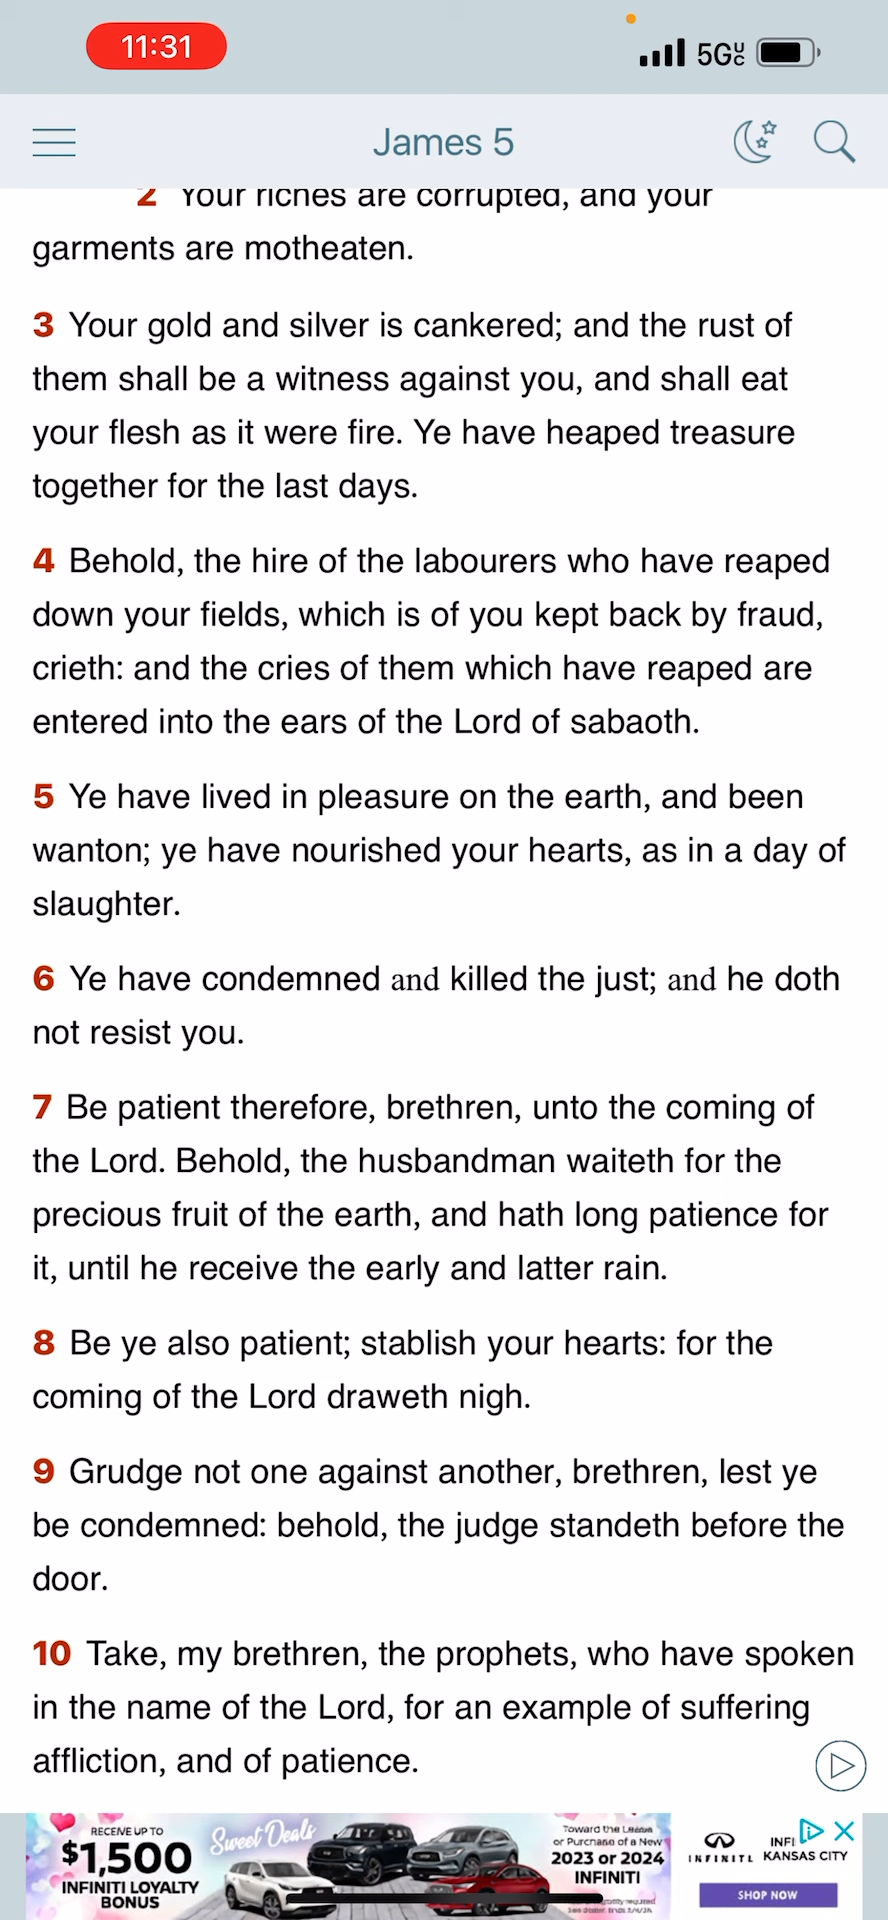 11:31
5G UC
James 5
2 Your riches are corrupted, and your
garments are motheaten.
3 Your gold and silver is cankered; and the rust of
them shall be a witness against you, and shall eat
your flesh as it were fire. Ye have heaped treasure
together for the last days.
4 Behold, the hire of the labourers who have reaped
down your fields, which is of you kept back by fraud,
crieth: and the cries of them which have reaped are
entered into the ears of the Lord of sabaoth.
5 Ye have lived in pleasure on the earth, and been
wanton; ye have nourished your hearts, as in a day of
slaughter.
6 Ye have condemned and killed the just; and he doth
not resist you.
7 Be patient therefore, brethren, unto the coming of
the Lord. Behold, the husbandman waiteth for the
precious fruit of the earth, and hath long patience for
it, until he receive the early and latter rain.
8 Be ye also patient; stablish your hearts: for the
coming of the Lord draweth nigh.
9 Grudge not one against another, brethren, lest ye
be condemned: behold, the judge standeth before the
door.
10 Take, my brethren, the prophets, who have spoken
in the name of the Lord, for an example of suffering
affliction, and of patience.
RECEIVE UP TO
$1,500
INFINITI LOYALTY
BONUS
Sweet Deals
Toward the Lease
or Purchase of a New
2023 or 2024
INFINITI
INFINITI
INFI
KANSAS CITY
SHOP NOW